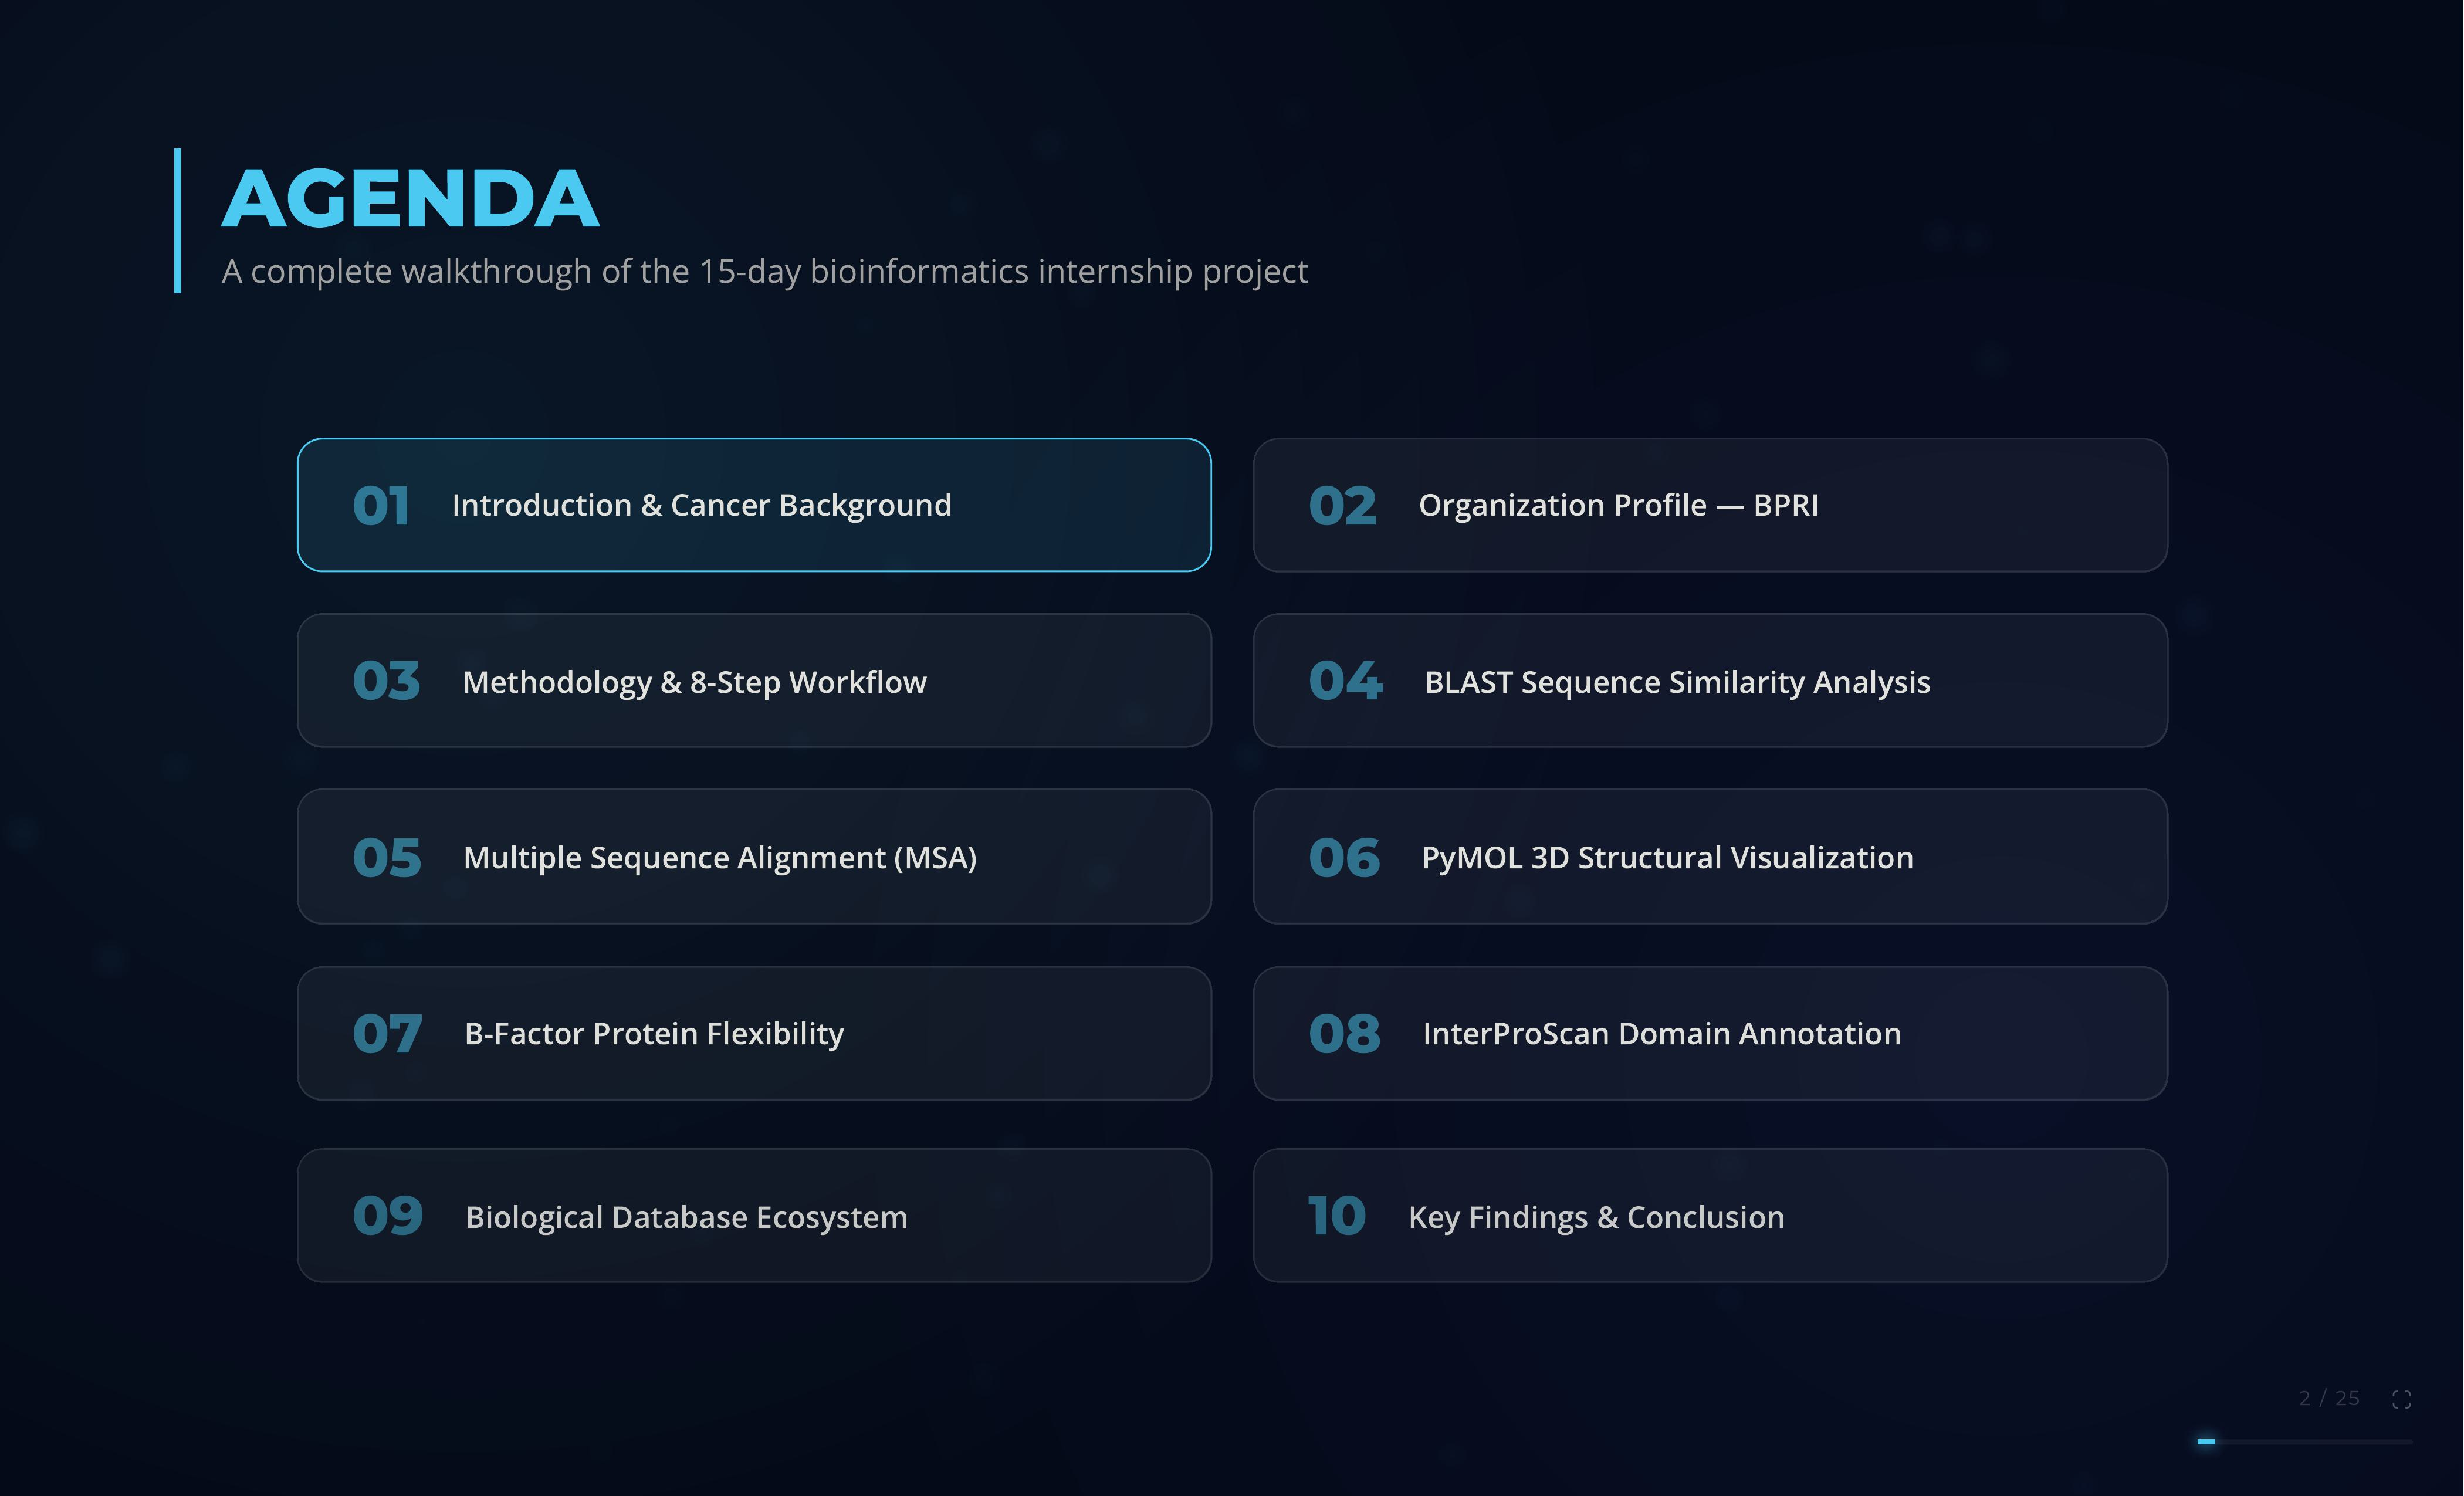 AGENDA
A complete walkthrough of the 15-day bioinformatics internship project
01 Introduction & Cancer Background
02 Organization Profile — BPRI
03 Methodology & 8-Step Workflow
04 BLAST Sequence Similarity Analysis
05 Multiple Sequence Alignment (MSA)
06 PyMOL 3D Structural Visualization
07 B-Factor Protein Flexibility
08 InterProScan Domain Annotation
09 Biological Database Ecosystem
10 Key Findings & Conclusion
2 / 25